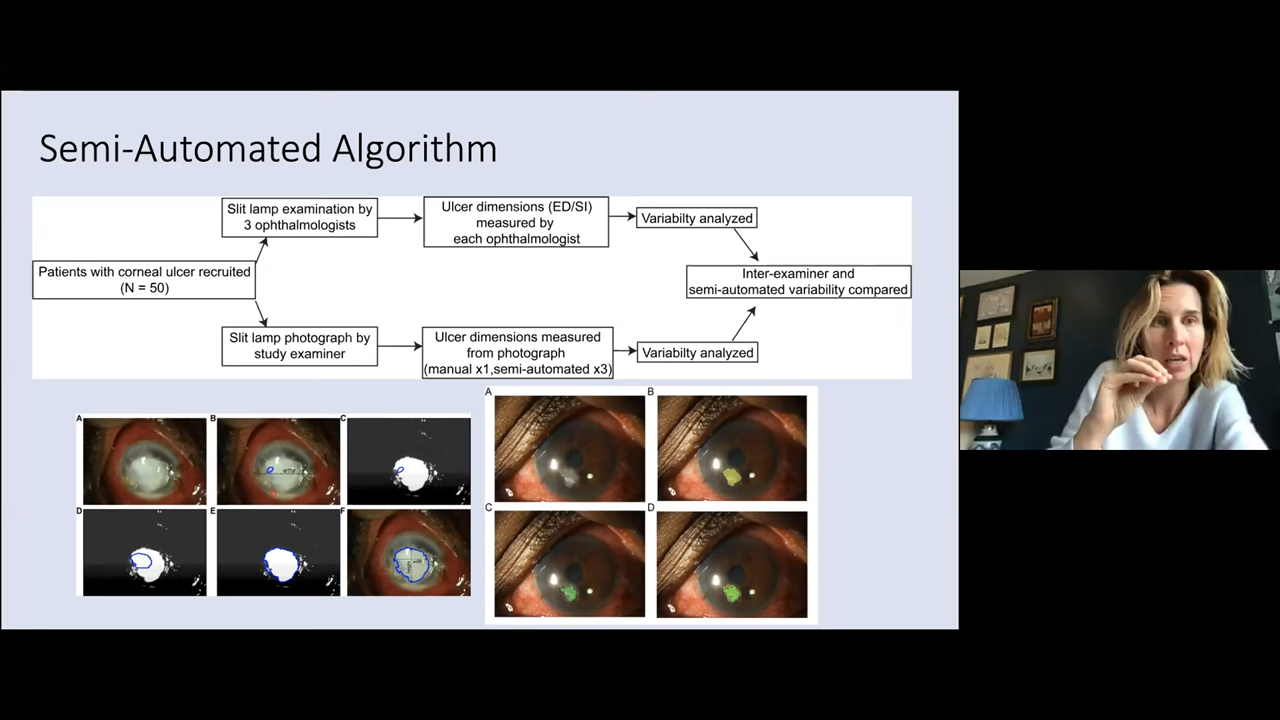 Semi-Automated Algorithm
Slit lamp examination by
3 ophthalmologists
Ulcer dimensions (ED/SI)
measured by
each ophthalmologist
Variabilty analyzed
Patients with corneal ulcer recruited
(N = 50)
Inter-examiner and
semi-automated variability compared
Slit lamp photograph by
study examiner
Ulcer dimensions measured
from photograph
(manual x1,semi-automated x3)
Variabilty analyzed
A
B
C
D
E
F
A
B
C
D